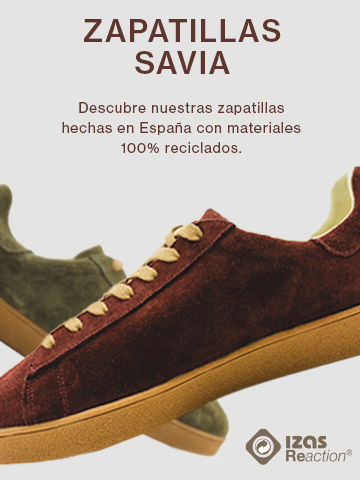 ZAPATILLAS
SAVIA
Descubre nuestras zapatillas
hechas en España con materiales
100% reciclados.
IZAS
Reaction®